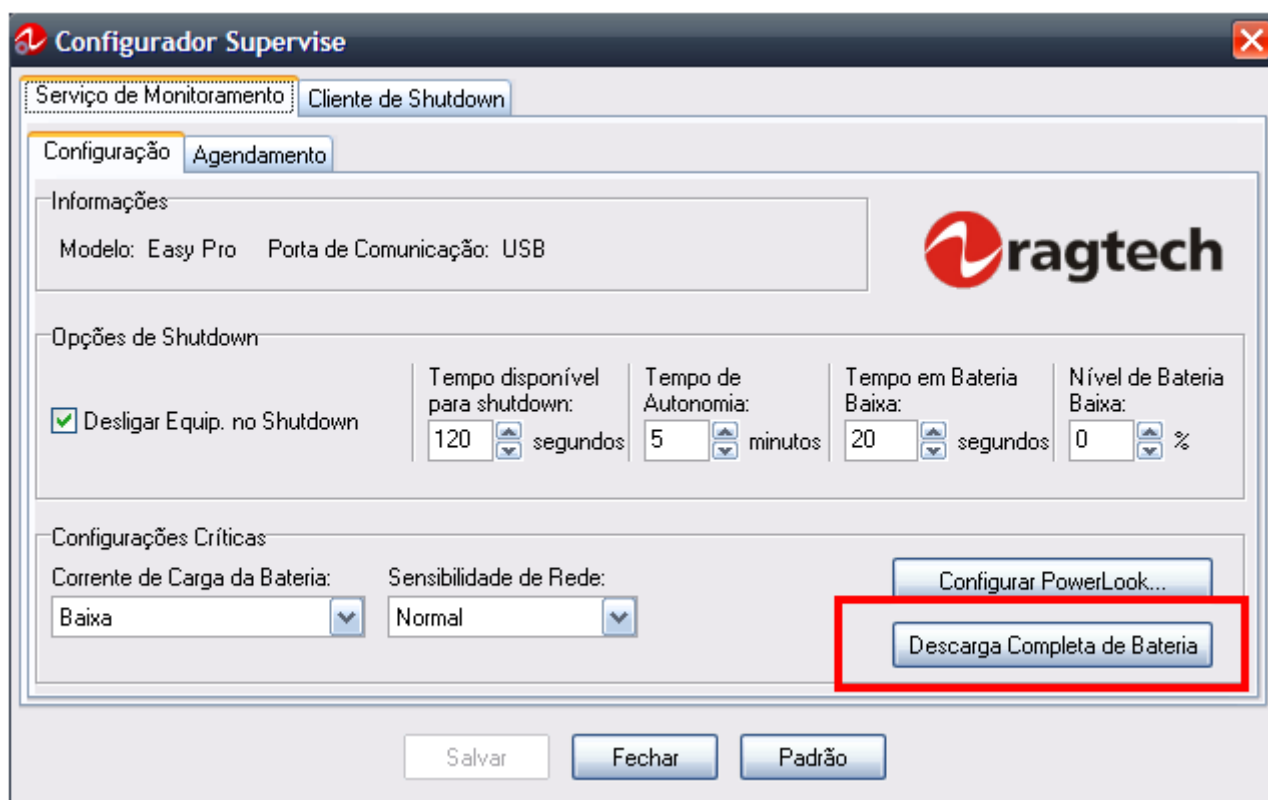 Configurador Supervise
Serviço de Monitoramento
Cliente de Shutdown
Configuração
Agendamento
Informações
Modelo: Easy Pro
Porta de Comunicação: USB
ragtech
Opções de Shutdown
Desligar Equip. no Shutdown
Tempo disponível
para shutdown:
120 segundos
Tempo de
Autonomia:
5 minutos
Tempo em Bateria
Baixa:
20 segundos
Nível de Bateria
Baixa:
0 %
Configurações Críticas
Corrente de Carga da Bateria:
Baixa
Sensibilidade de Rede:
Normal
Configurar PowerLook...
Descarga Completa de Bateria
Salvar
Fechar
Padrão